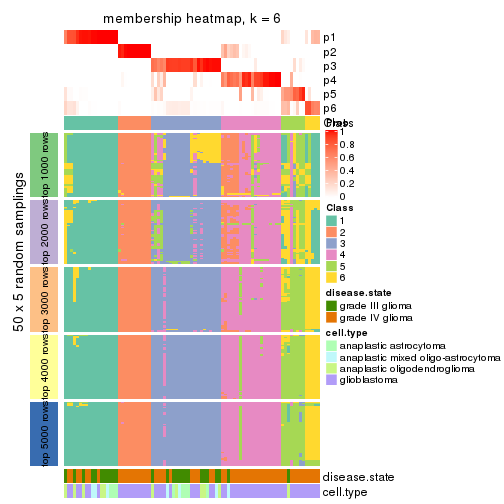 membership heatmap, k = 6
p1
p2
p3
p4
p5
p6
Class
Prob
1
0.8
0.6
0.4
0.2
0
Class
1
2
3
4
5
6
disease.state
grade III glioma
grade IV glioma
cell.type
anaplastic astrocytoma
anaplastic mixed oligo-astrocytoma
anaplastic oligodendroglioma
glioblastoma
50 x 5 random samplings
top 1000 rows
top 2000 rows
top 3000 rows
top 4000 rows
top 5000 rows
disease.state
cell.type